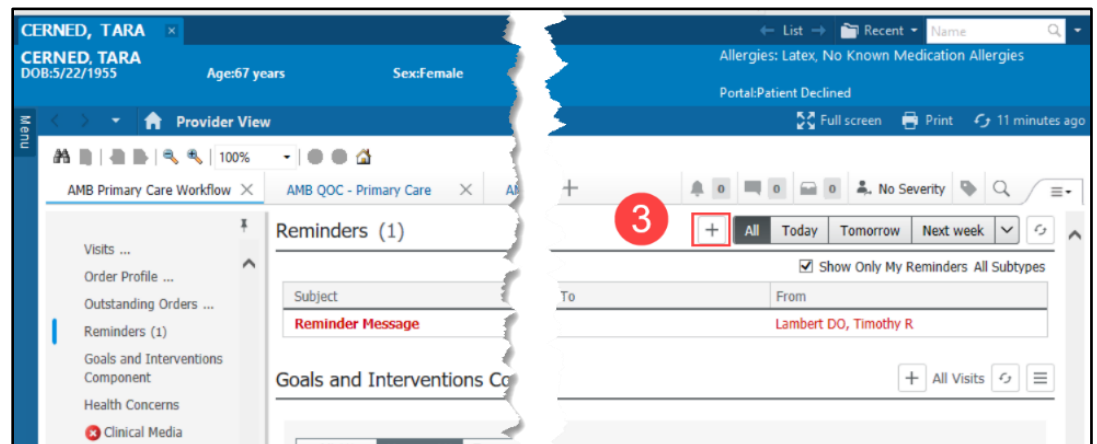 CERNED, TARA ×
← List → Recent Name
CERNED, TARA
Allergies: Latex, No Known Medication Allergies
DOB:5/22/1955 Age:67 years Sex:Female
Portal:Patient Declined
Menu
Provider View
Full screen Print 11 minutes ago
100%
AMB Primary Care Workflow × AMB QOC - Primary Care × + 0 0 0 No Severity
Visits ...
Order Profile ...
Outstanding Orders ...
Reminders (1)
Goals and Interventions
Component
Health Concerns
Clinical Media
Reminders (1)
3
+ All Today Tomorrow Next week
Show Only My Reminders All Subtypes
Subject To From
Reminder Message Lambert DO, Timothy R
Goals and Interventions
+ All Visits